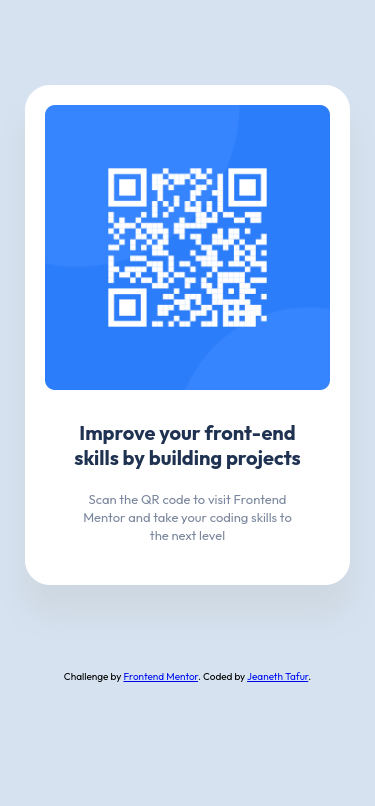 Improve your front-end
skills by building projects
Scan the QR code to visit Frontend
Mentor and take your coding skills to
the next level
Challenge by Frontend Mentor. Coded by Jeaneth Tafur.